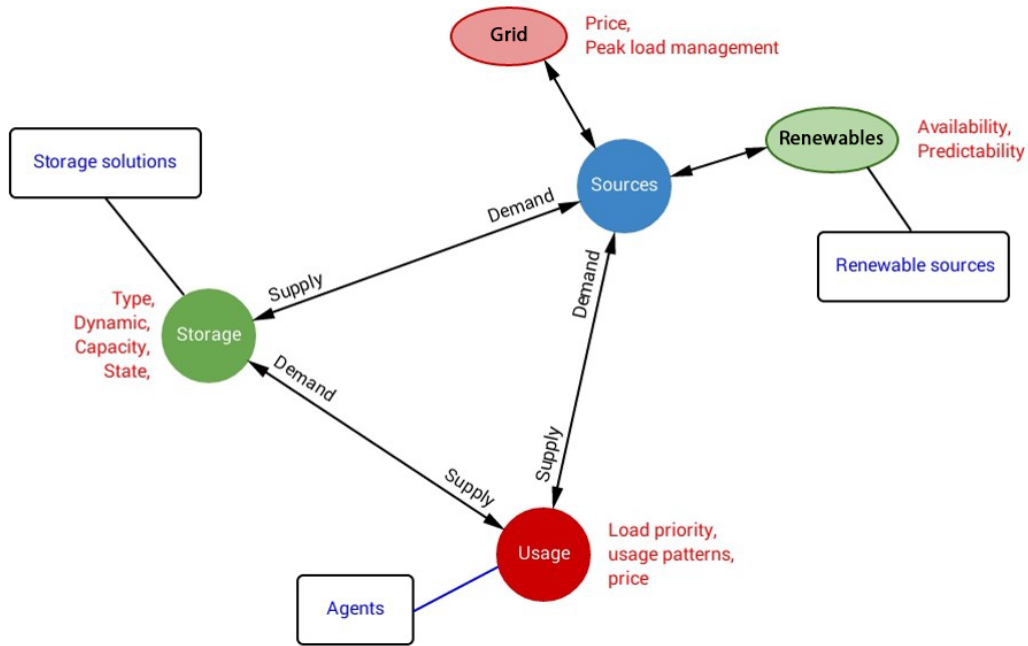 Grid
Price,
Peak load management
Renewables
Availability,
Predictability
Storage solutions
Sources
Demand
Supply
Demand
Renewable sources
Type,
Dynamic,
Capacity,
State,
Storage
Demand
Supply
Supply
Usage
Load priority,
usage patterns,
price
Agents